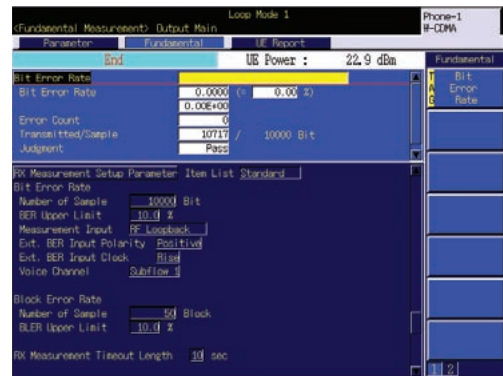 Loop Mode 1
<Fundamental Measurement> Output Main
Phone-1
W-CDMA
Parameter Fundamental UE Report
End UE Power : 22.9 dBm
Fundamental
Bit Error Rate
Bit Error Rate 0.0000 (= 0.00 %)
0.00E+00
Error Count 0
Transmitted/Sample 10717 / 10000 Bit
Judgment Pass
TAG
Bit
Error
Rate
RX Measurement Setup Parameter Item List Standard
Bit Error Rate
Number of Sample 10000 Bit
BER Upper Limit 10.0 %
Measurement Input RF Loopback
Ext. BER Input Polarity Positive
Ext. BER Input Clock Rise
Voice Channel Subflow 1
Block Error Rate
Number of Sample 50 Block
BLER Upper Limit 10.0 %
RX Measurement Timeout Length 10 sec
1 2